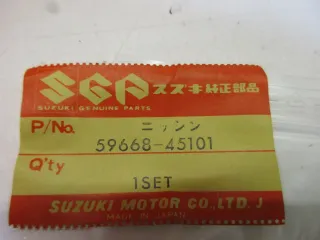 SGP スズキ純正部品
SUZUKI GENUINE PARTS
P/No. ニッシン
59668-45101
Q'ty
1SET
SUZUKI MOTOR CO.,LTD. J
MADE IN JAPAN